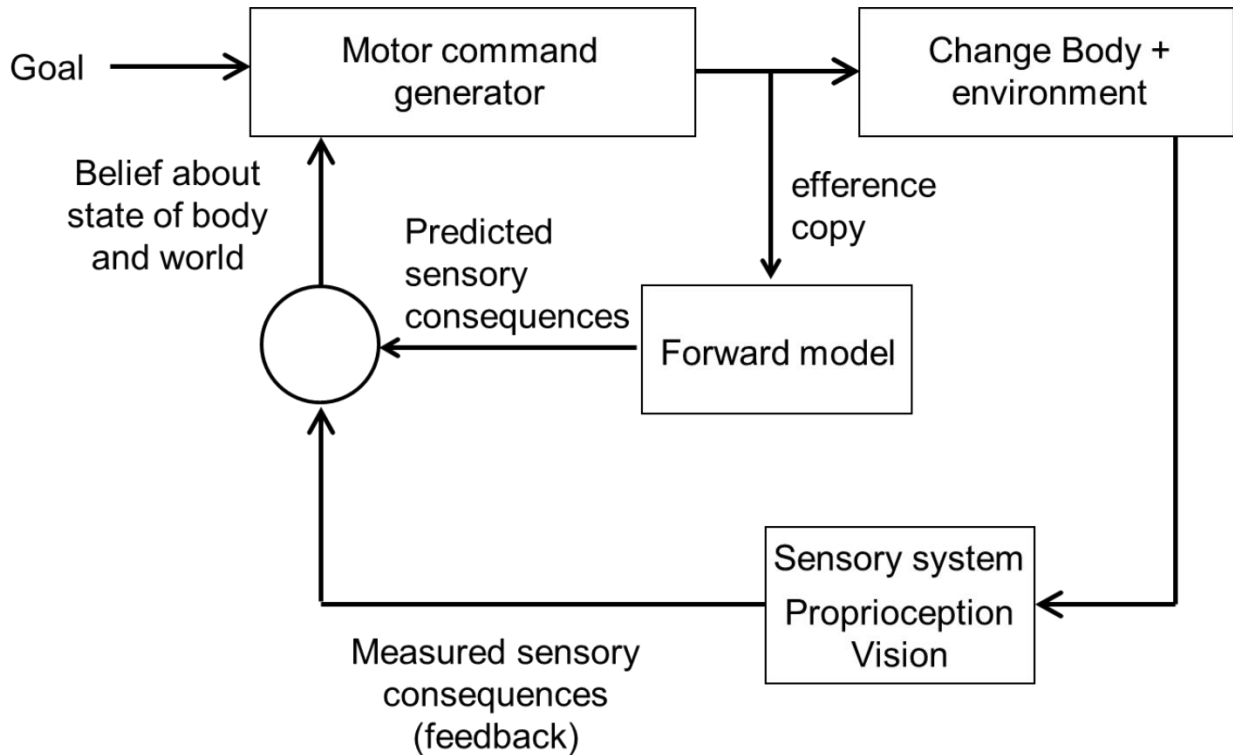 Goal
Motor command
generator
Change Body +
environment
Belief about
state of body
and world
efference
copy
Predicted
sensory
consequences
Forward model
Sensory system
Proprioception
Vision
Measured sensory
consequences
(feedback)